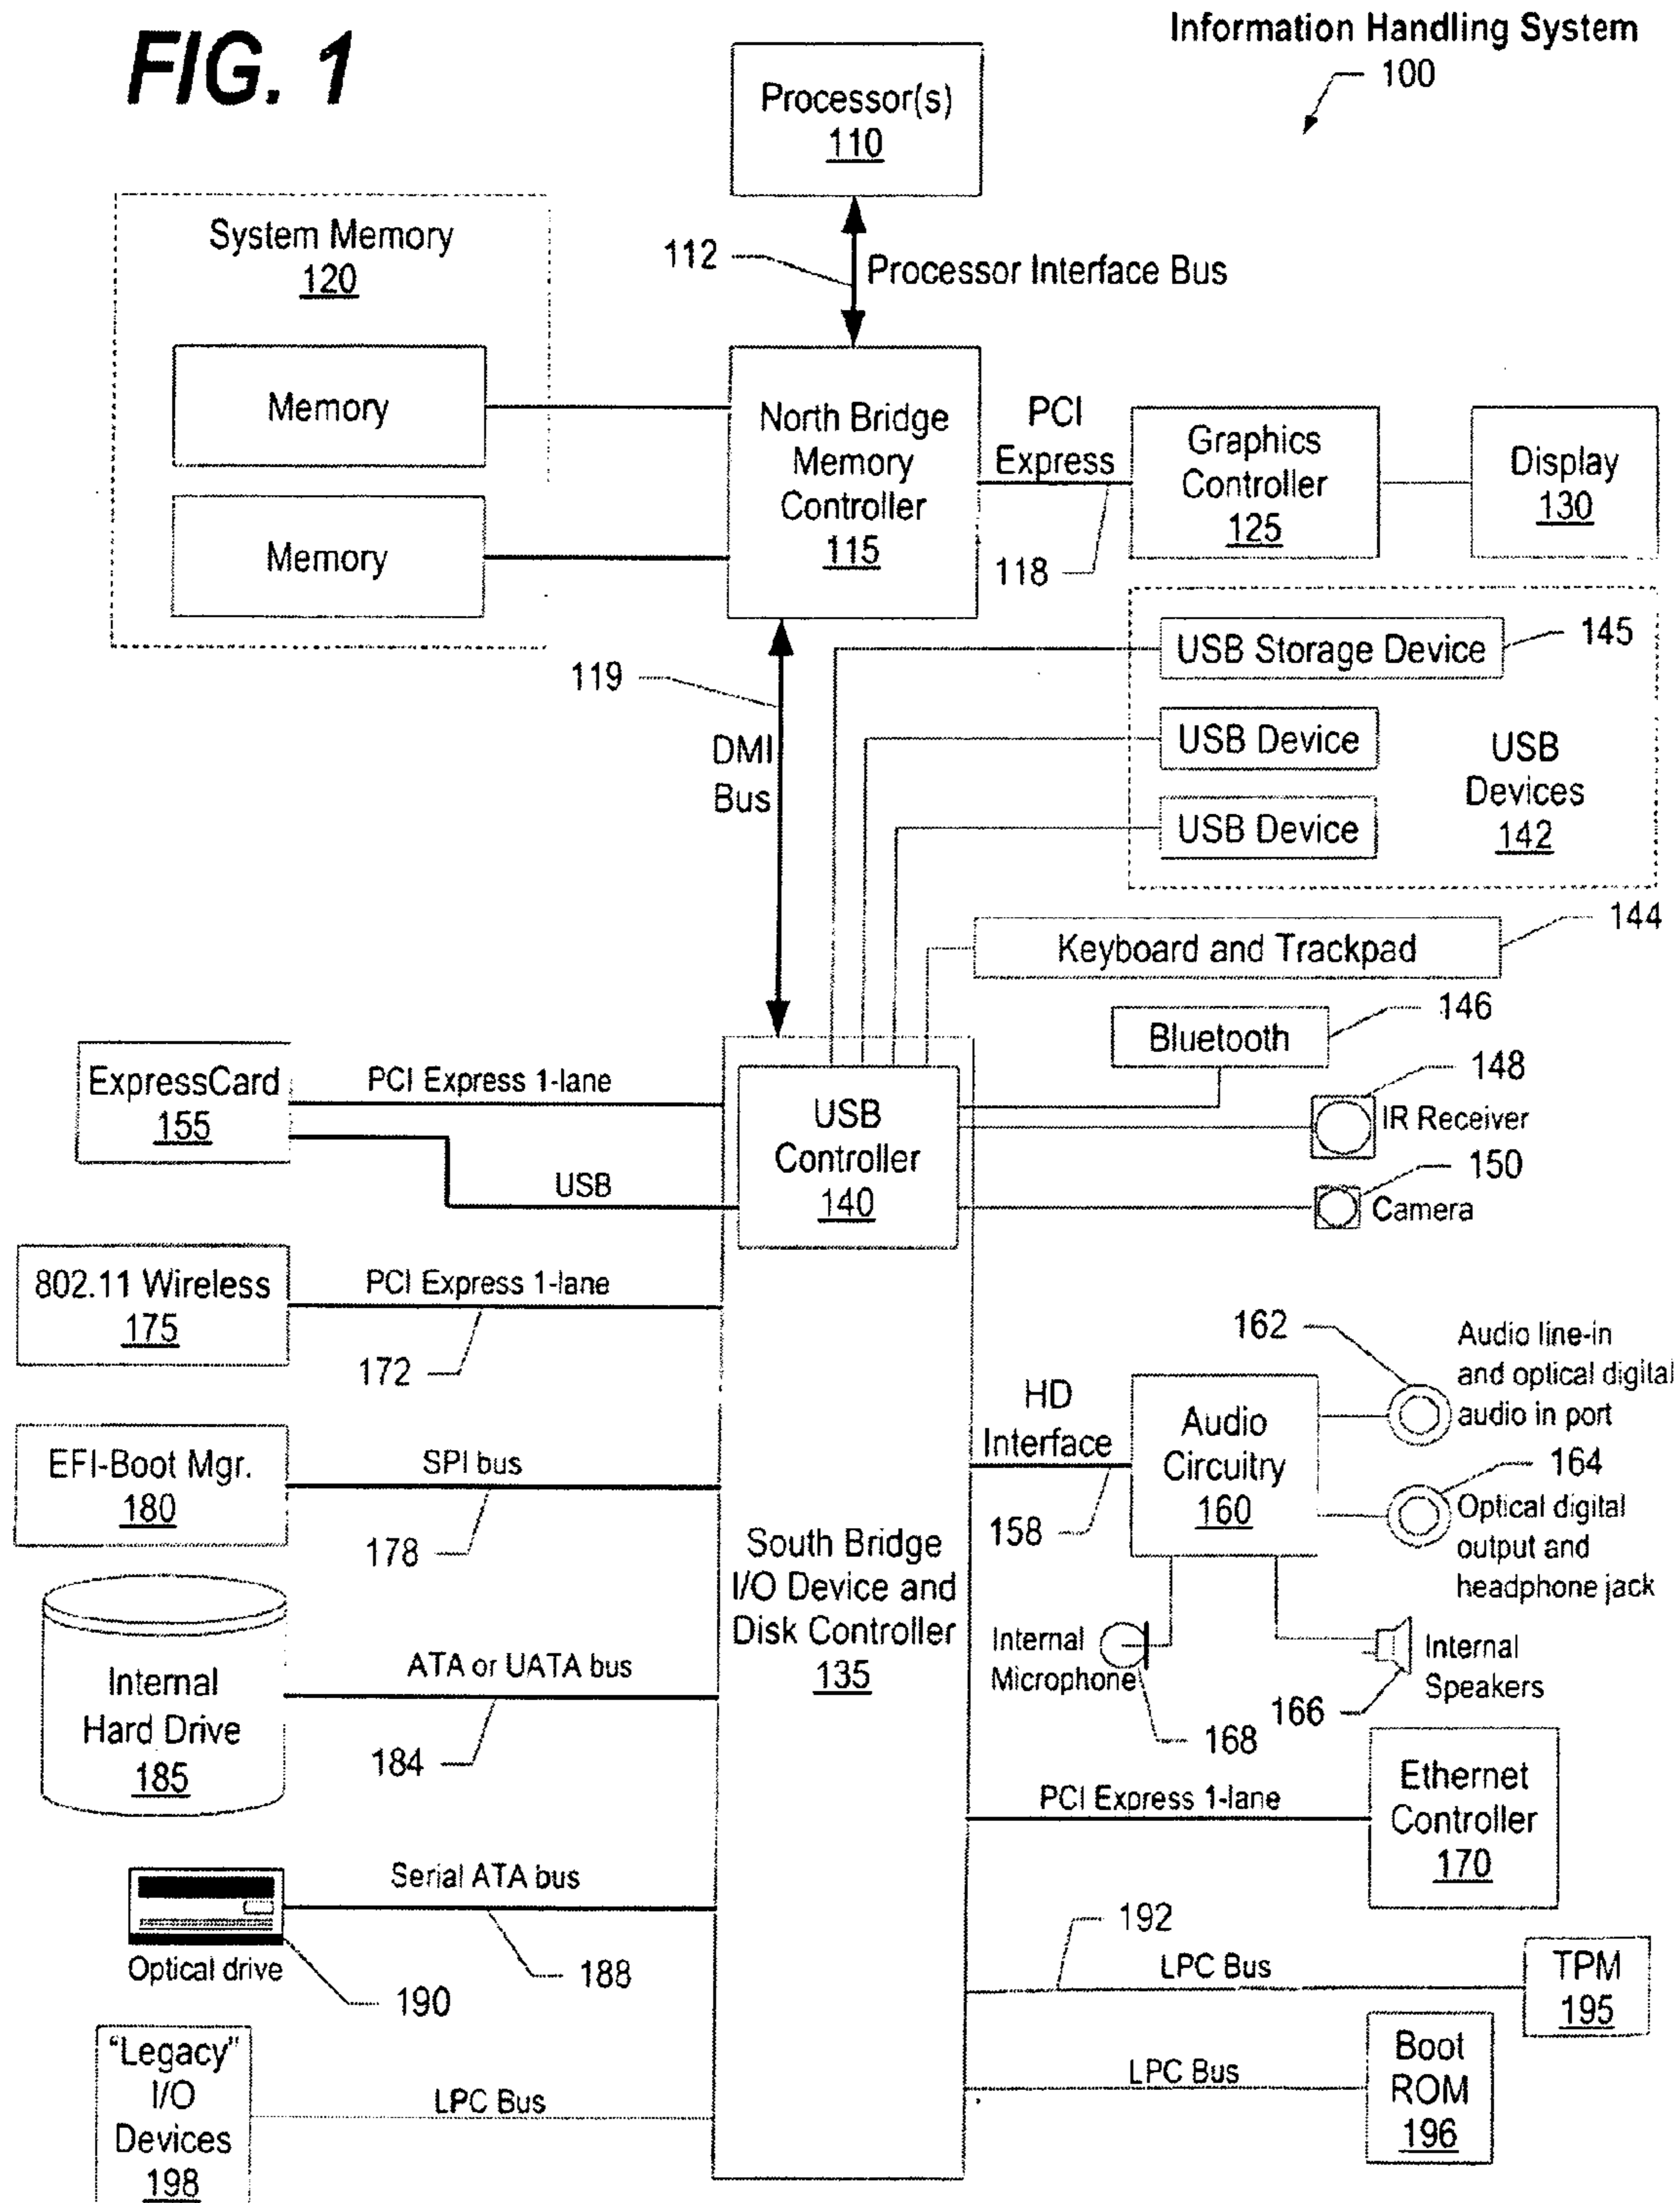 FIG. 1
Information Handling System
100
Processor(s)
110
System Memory
120
112
Processor Interface Bus
Memory
Memory
North Bridge
Memory
Controller
115
PCI
Express
118
Graphics
Controller
125
Display
130
119
DMI
Bus
USB Storage Device
145
USB Device
USB Device
USB
Devices
142
Keyboard and Trackpad
144
Bluetooth
146
148
IR Receiver
150
Camera
ExpressCard
155
PCI Express 1-lane
USB
USB
Controller
140
802.11 Wireless
175
PCI Express 1-lane
172
162
Audio line-in
and optical digital
audio in port
HD
Interface
158
Audio
Circuitry
160
164
Optical digital
output and
headphone jack
EFI-Boot Mgr.
180
SPI bus
178
South Bridge
I/O Device and
Disk Controller
135
Internal
Microphone
168
Internal
Speakers
166
Internal
Hard Drive
185
ATA or UATA bus
184
PCI Express 1-lane
Ethernet
Controller
170
Serial ATA bus
188
Optical drive
190
192
LPC Bus
TPM
195
"Legacy"
I/O
Devices
198
LPC Bus
LPC Bus
Boot
ROM
196